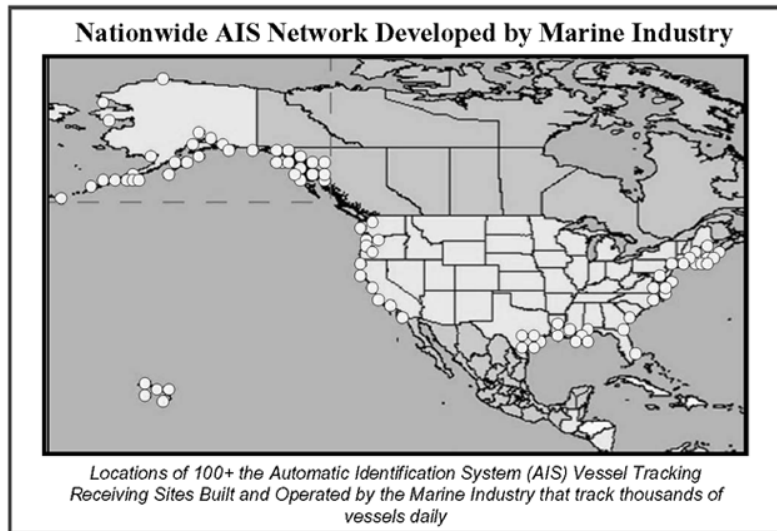 Nationwide AIS Network Developed by Marine Industry
Locations of 100+ the Automatic Identification System (AIS) Vessel Tracking
Receiving Sites Built and Operated by the Marine Industry that track thousands of
vessels daily